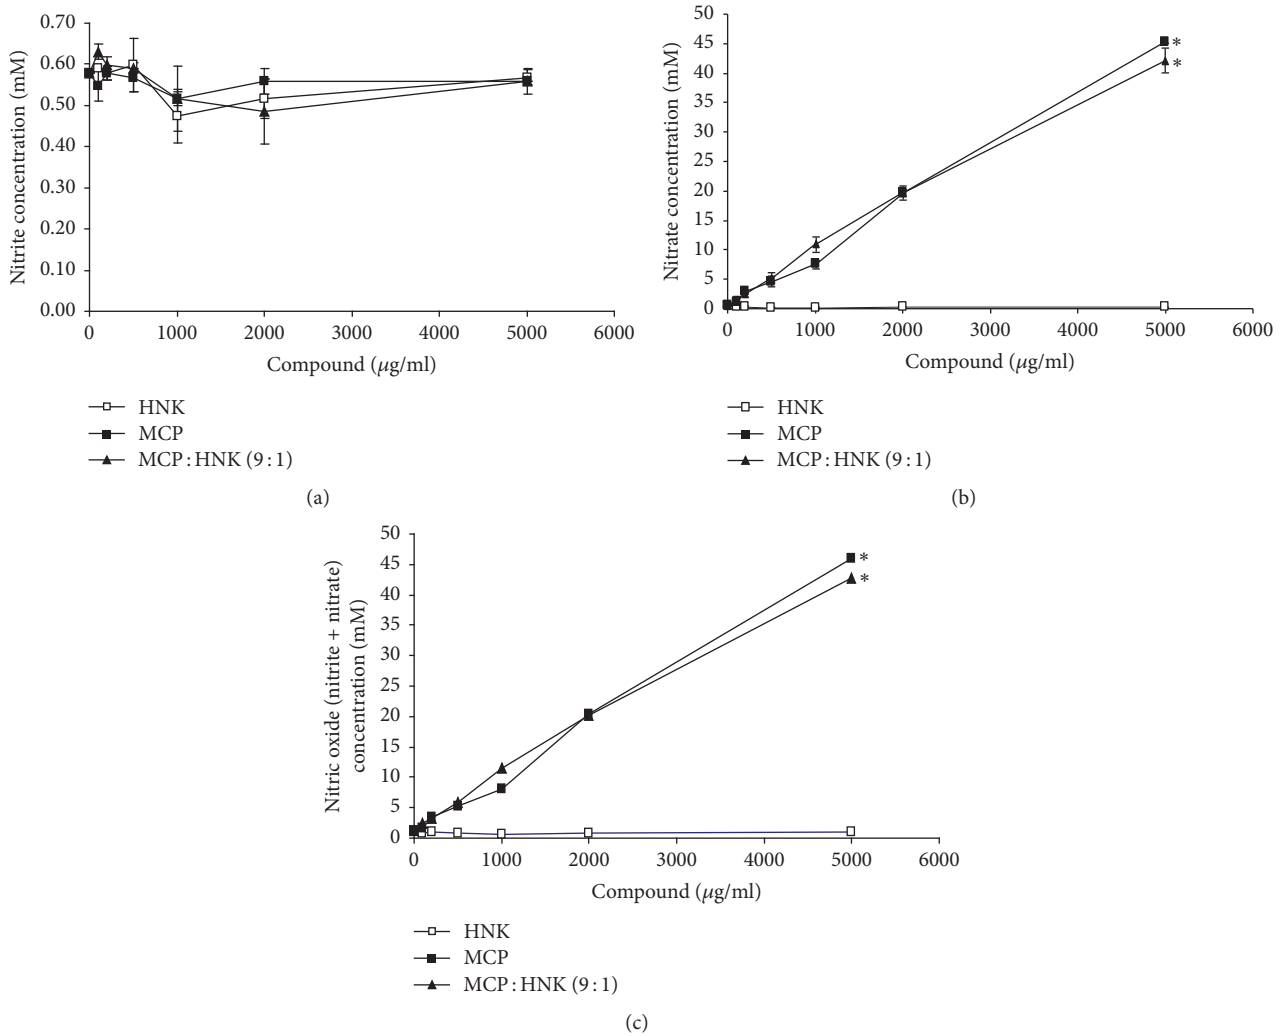 0.70
0.60
0.50
0.40
0.30
0.20
0.10
0.00
Nitrite concentration (mM)
0 1000 2000 3000 4000 5000 6000
Compound (μg/ml)
HNK
MCP
MCP : HNK (9 : 1)
(a)
50
45
40
35
30
25
20
15
10
5
0
Nitrate concentration (mM)
*
*
0 1000 2000 3000 4000 5000 6000
Compound (μg/ml)
HNK
MCP
MCP : HNK (9 : 1)
(b)
50
45
40
35
30
25
20
15
10
5
0
Nitric oxide (nitrite + nitrate)
concentration (mM)
*
*
0 1000 2000 3000 4000 5000 6000
Compound (μg/ml)
HNK
MCP
MCP : HNK (9 : 1)
(c)